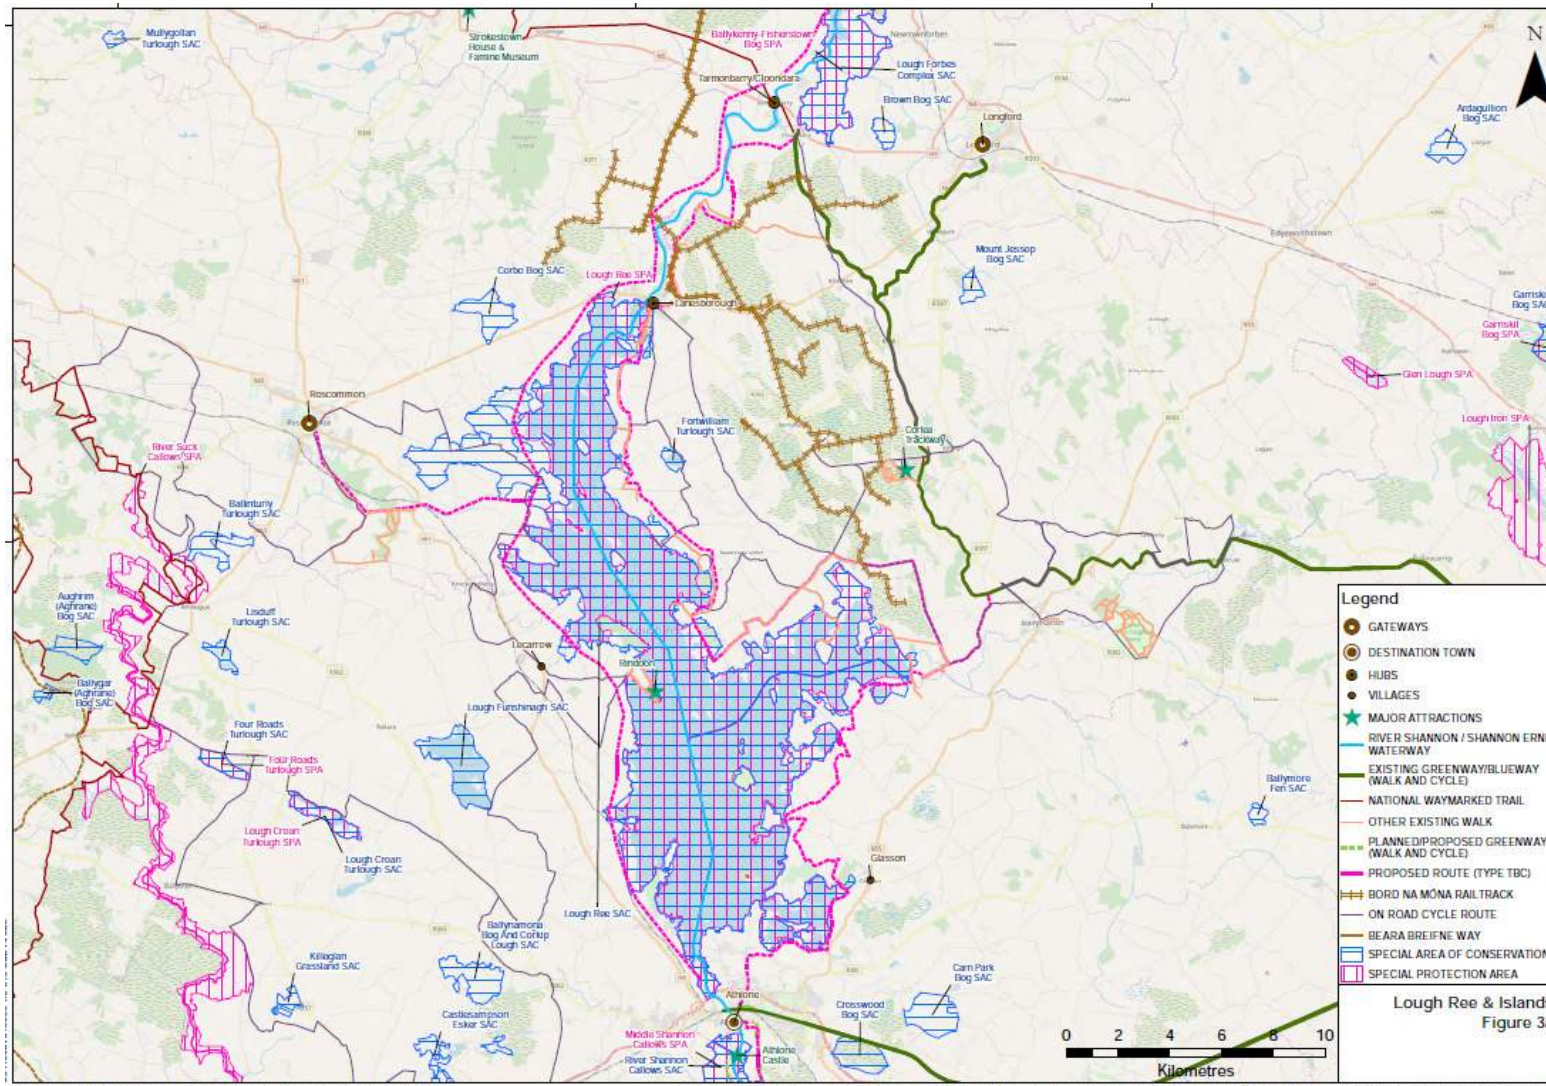 Mullygollan
Turlough SAC
Strokestown
House &
Famine Museum
Ballykenny-Fisherstown
Bog SPA
Newtownforbes
Lough Forbes
Complex SAC
Tarmonbarry/Cloondara
Brown Bog SAC
Longford
Ardagullion
Bog SAC
N
Edgeworthstown
Mount Jessop
Bog SAC
Corbo Bog SAC
Lough Ree SPA
Lanesborough
Garriskil
Bog SPA
Glen Lough SPA
Lough Iron SPA
Roscommon
Fortwilliam
Turlough SAC
Corlea
Trackway
River Suck
Callows SPA
Ballinturly
Turlough SAC
Aughrim
(Aghrane)
Bog SAC
Lisduff
Turlough SAC
Lecarrow
Rindoon
Ballygar
(Aghrane)
Bog SAC
Lough Funshinagh SAC
Four Roads
Turlough SAC
Four Roads
Turlough SPA
Lough Croan
Turlough SPA
Lough Croan
Turlough SAC
Ballymore
Fen SAC
Glasson
Lough Ree SAC
Ballynamona
Bog And Corkip
Lough SAC
Killeglan
Grassland SAC
Castlesampson
Esker SAC
Carn Park
Bog SAC
Crosswood
Bog SAC
Athlone
Middle Shannon
Callows SPA
River Shannon
Callows SAC
Athlone
Castle
Legend
GATEWAYS
DESTINATION TOWN
HUBS
VILLAGES
MAJOR ATTRACTIONS
RIVER SHANNON / SHANNON ERN
WATERWAY
EXISTING GREENWAY/BLUEWAY
(WALK AND CYCLE)
NATIONAL WAYMARKED TRAIL
OTHER EXISTING WALK
PLANNED/PROPOSED GREENWAY
(WALK AND CYCLE)
PROPOSED ROUTE (TYPE TBC)
BORD NA MÓNA RAILTRACK
ON ROAD CYCLE ROUTE
BEARA BREIFNE WAY
SPECIAL AREA OF CONSERVATION
SPECIAL PROTECTION AREA
Lough Ree & Islands
Figure 3
0 2 4 6 8 10
Kilometres